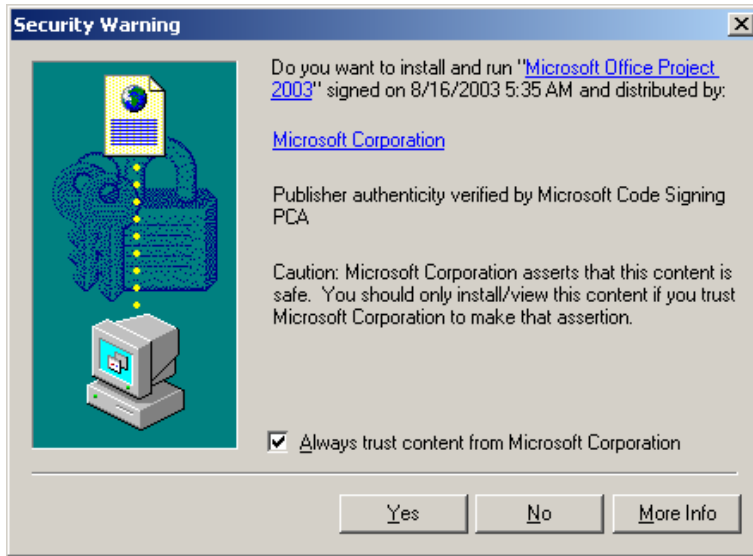 Security Warning
Do you want to install and run "Microsoft Office Project
2003" signed on 8/16/2003 5:35 AM and distributed by:
Microsoft Corporation
Publisher authenticity verified by Microsoft Code Signing
PCA
Caution: Microsoft Corporation asserts that this content is
safe.  You should only install/view this content if you trust
Microsoft Corporation to make that assertion.
Always trust content from Microsoft Corporation
Yes No More Info